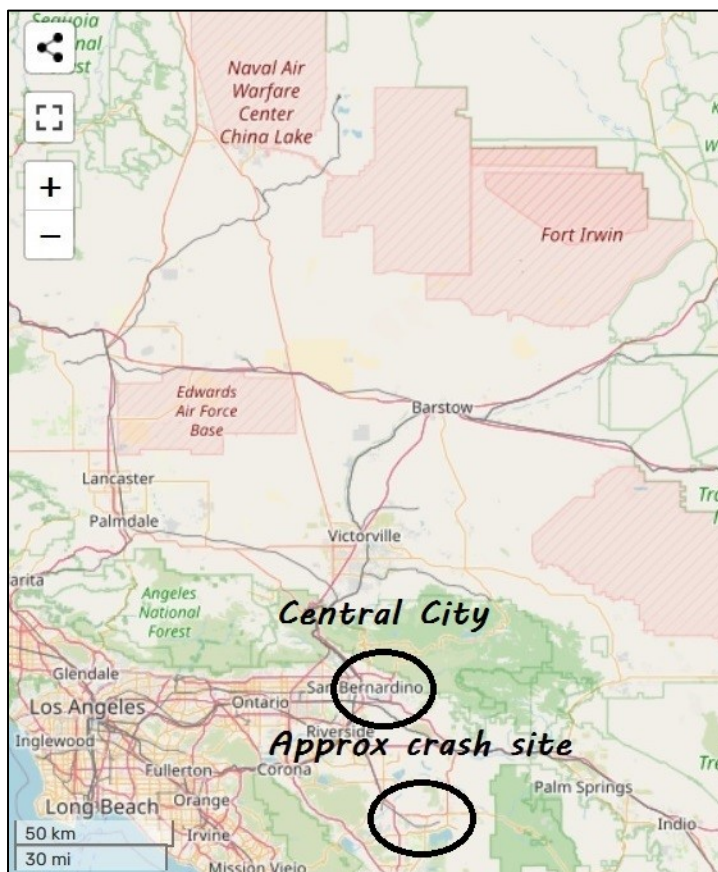 Sequoia
nal
est
Naval Air
Warfare
Center
China Lake
+
−
Fort Irwin
Edwards
Air Force
Base
Barstow
Lancaster
Palmdale
Victorville
arita
Angeles
National
Forest
Central City
Glendale
San Bernardino
Los Angeles
Ontario
Inglewood
Riverside
Approx crash site
Fullerton
Corona
Palm Springs
Long Beach
Orange
Indio
Irvine
50 km
30 mi
Mission Viejo